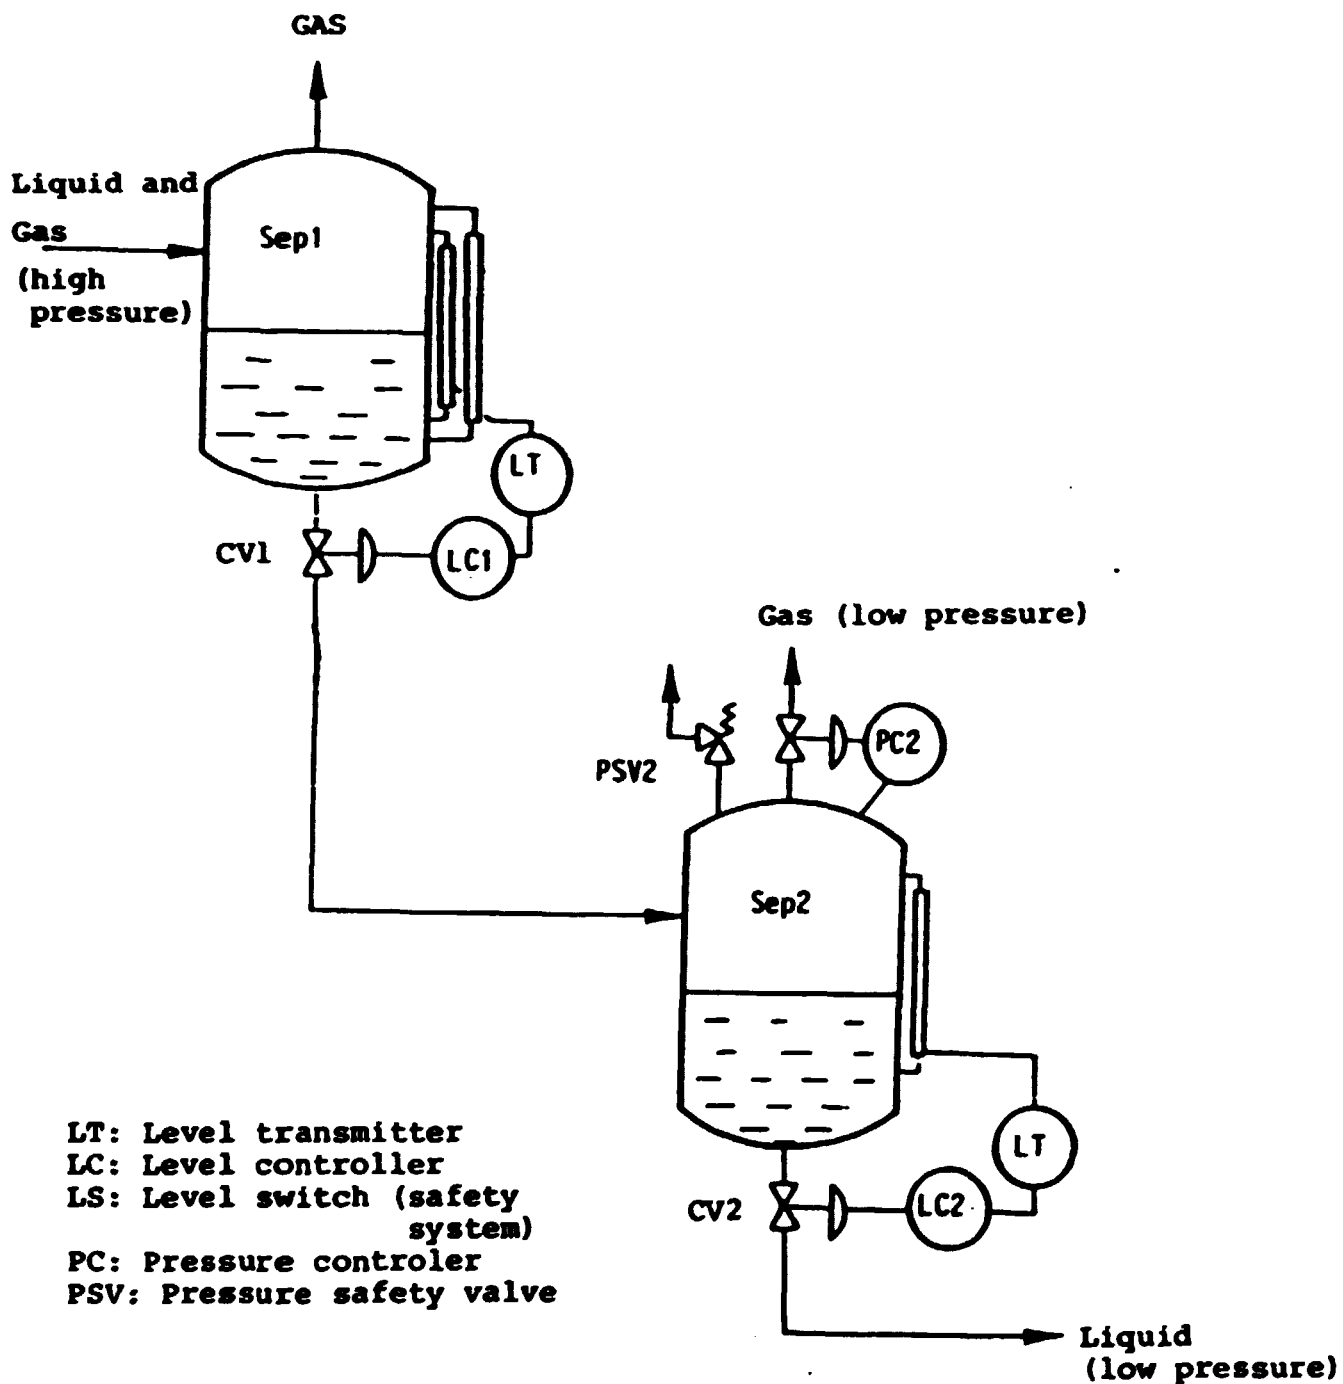 GAS
Liquid and
Gas
(high
pressure)
Sep1
LT
CV1
LC1
Gas (low pressure)
PSV2
PC2
Sep2
LT
CV2
LC2
LT: Level transmitter
LC: Level controller
LS: Level switch (safety
system)
PC: Pressure controler
PSV: Pressure safety valve
Liquid
(low pressure)